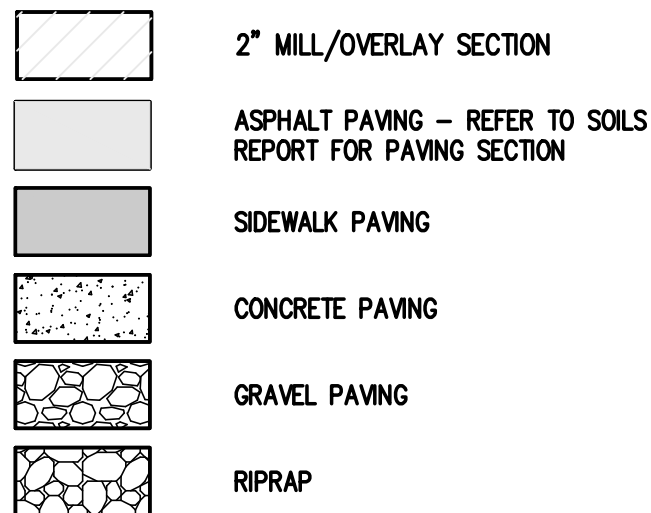 2" MILL/OVERLAY SECTION
ASPHALT PAVING – REFER TO SOILS
REPORT FOR PAVING SECTION
SIDEWALK PAVING
CONCRETE PAVING
GRAVEL PAVING
RIPRAP